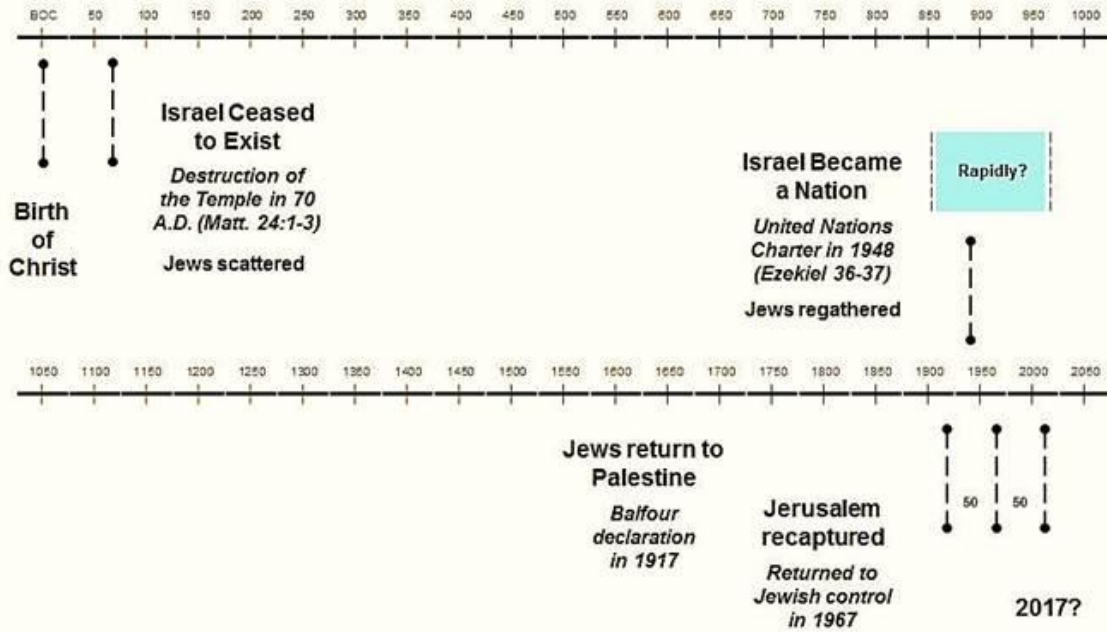 BOC 50 100 150 200 250 300 350 400 450 500 550 600 650 700 750 800 850 900 950 1000
Birth
of
Christ
Israel Ceased
to Exist
Destruction of
the Temple in 70
A.D. (Matt. 24:1-3)
Jews scattered
Israel Became
a Nation
United Nations
Charter in 1948
(Ezekiel 36-37)
Jews regathered
Rapidly?
1050 1100 1150 1200 1250 1300 1350 1400 1450 1500 1550 1600 1650 1700 1750 1800 1850 1900 1950 2000 2050
Jews return to
Palestine
Balfour
declaration
in 1917
Jerusalem
recaptured
Returned to
Jewish control
in 1967
50 50
2017?